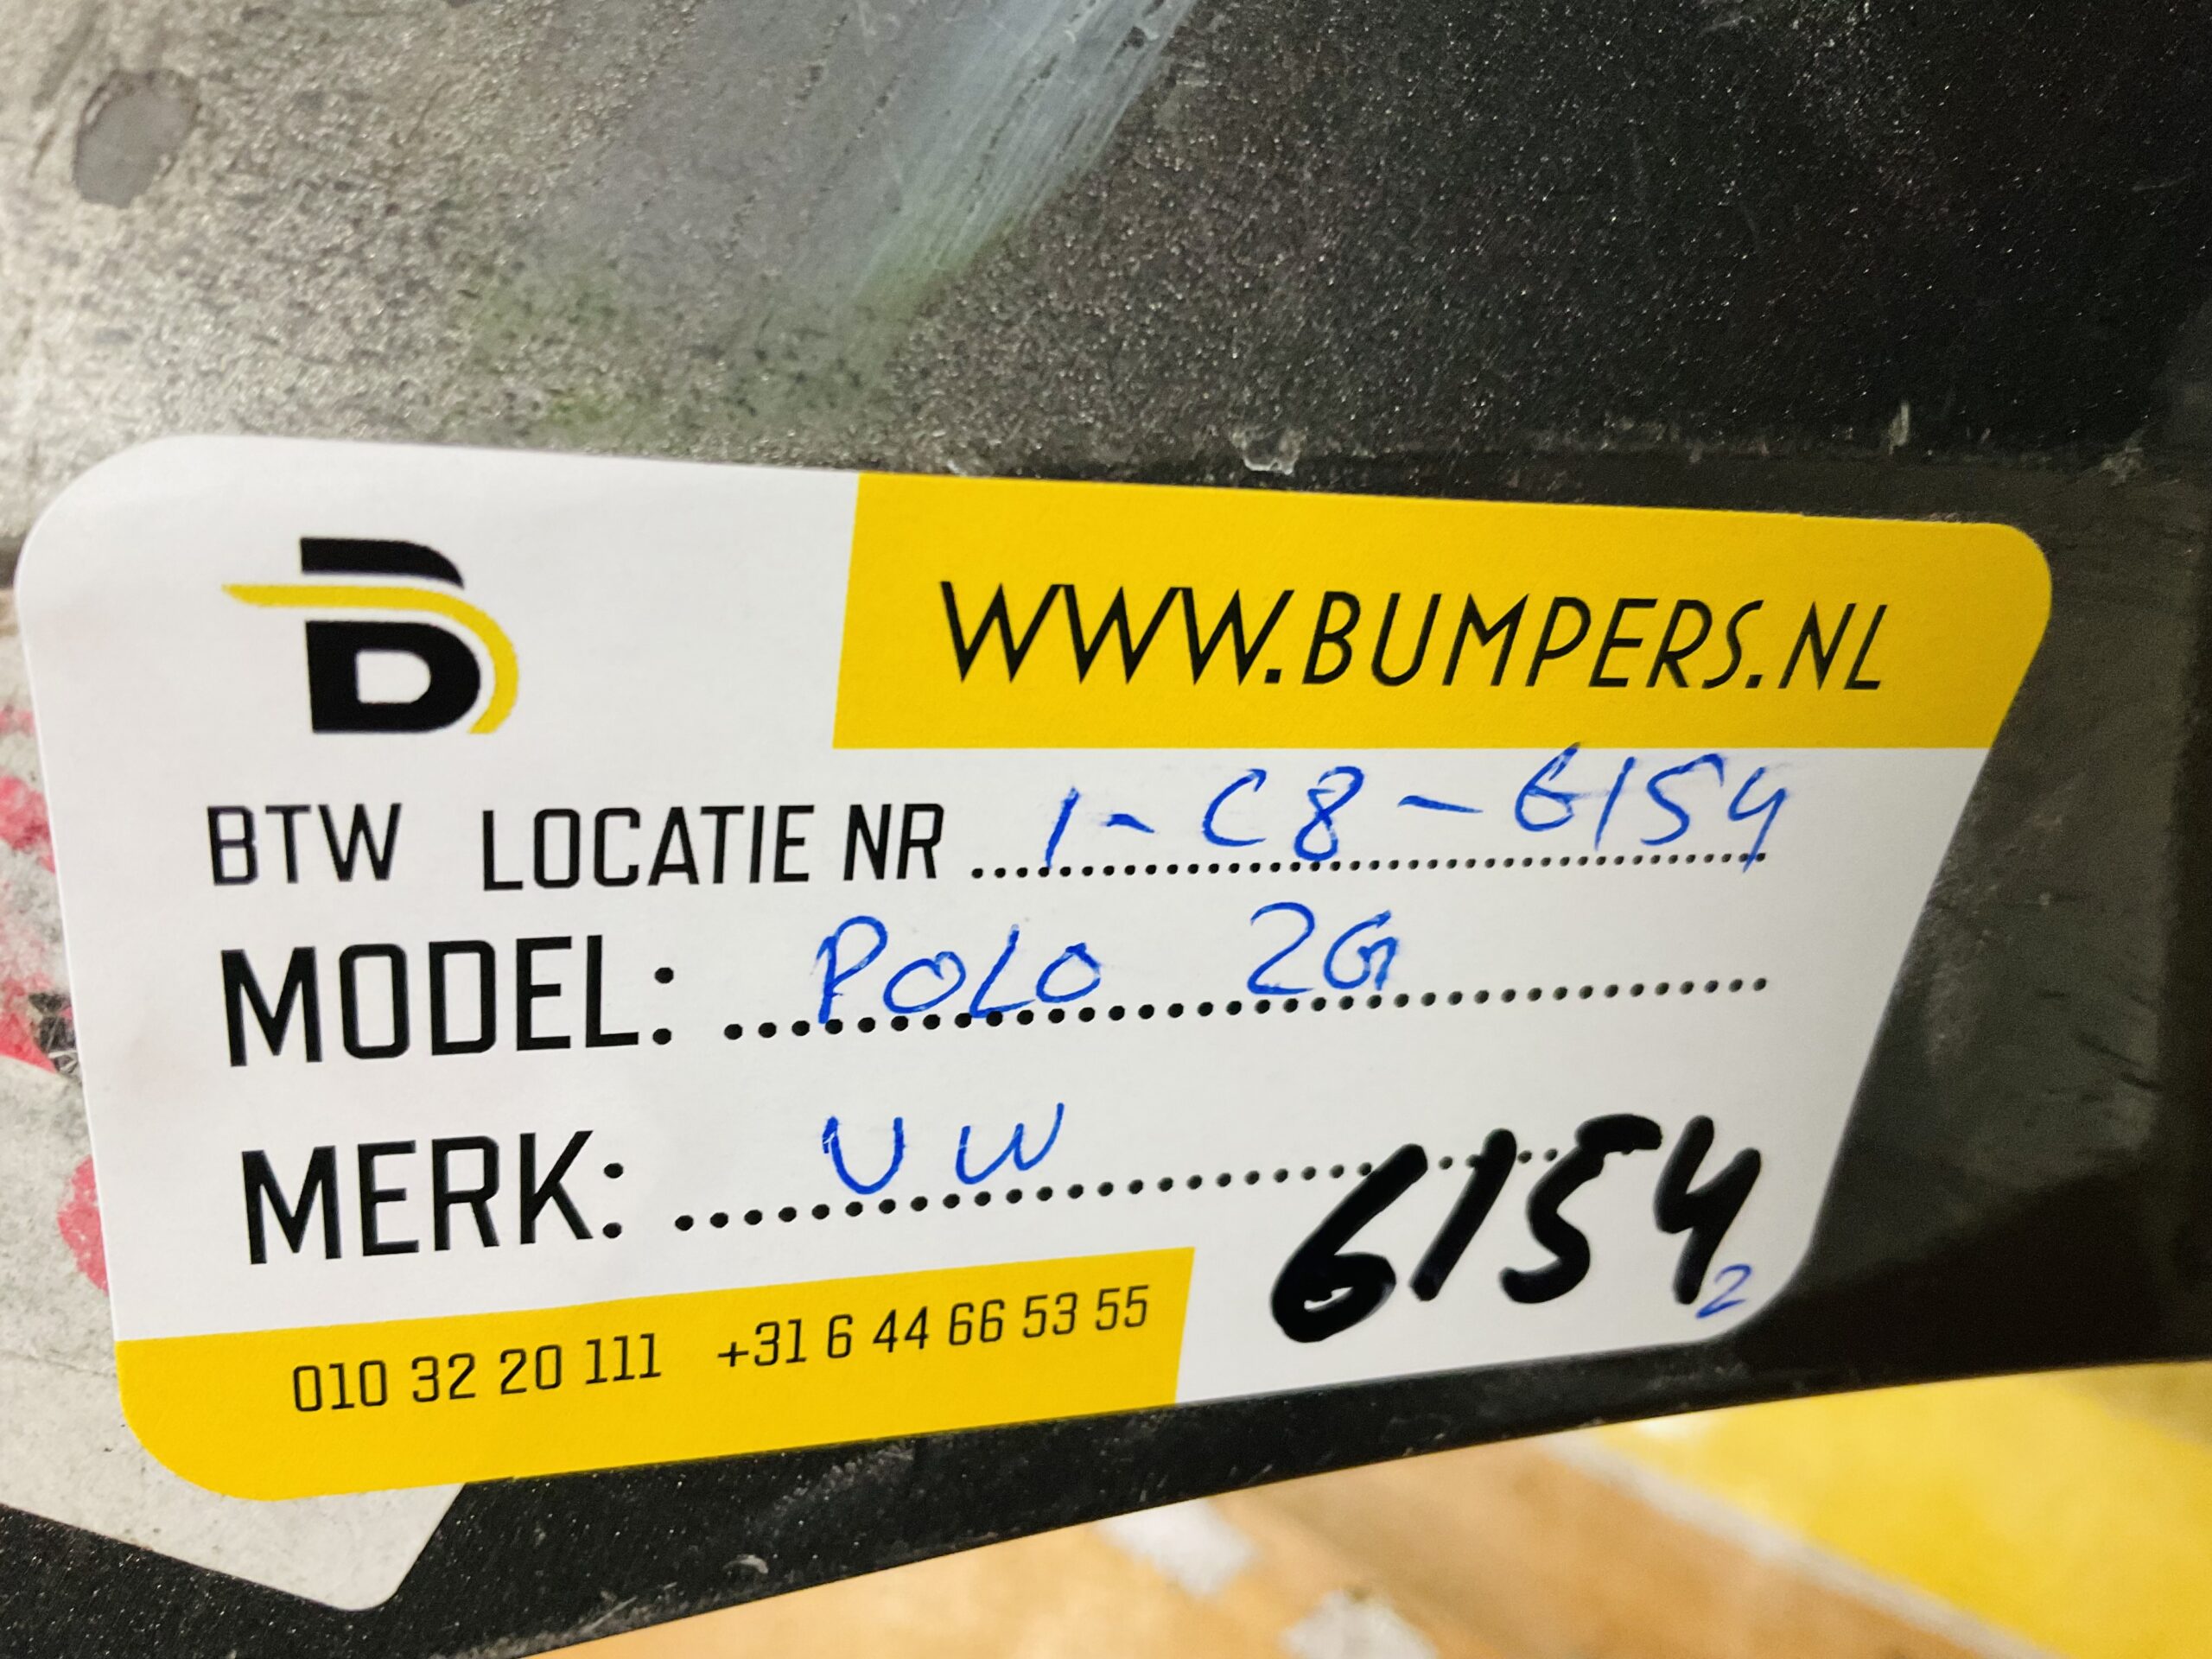 WWW.BUMPERS.NL
BTW LOCATIE NR 1-C8-6154
MODEL: POLO 2G
MERK: VW
6154
2
010 32 20 111 +31 6 44 66 53 55